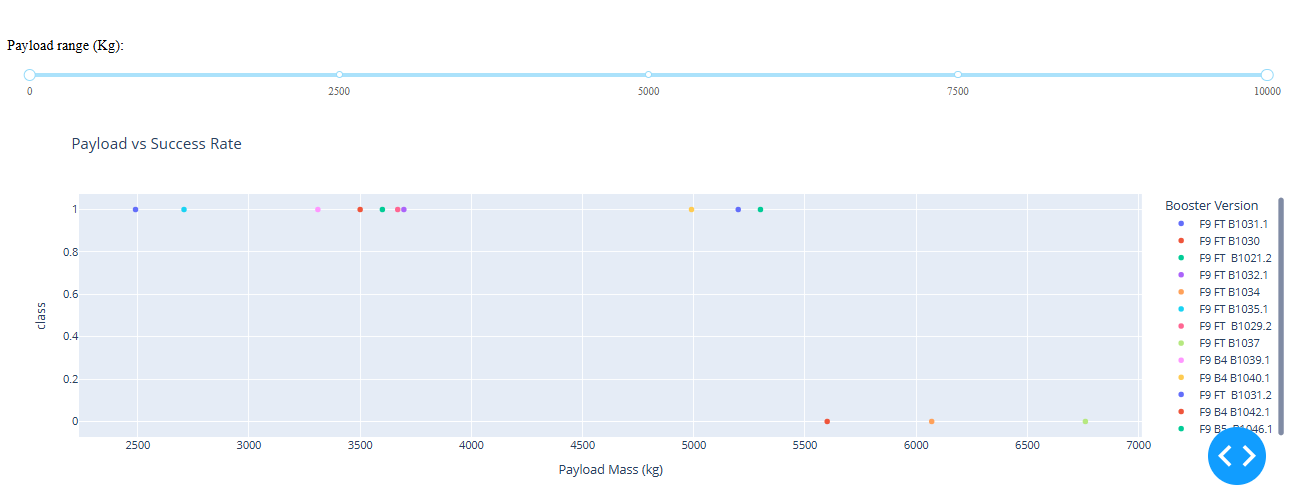 Payload range (Kg):
0 2500 5000 7500 10000
Payload vs Success Rate
1
0.8
0.6
0.4
0.2
0
class
2500 3000 3500 4000 4500 5000 5500 6000 6500 7000
Payload Mass (kg)
Booster Version
F9 FT B1031.1
F9 FT B1030
F9 FT  B1021.2
F9 FT B1032.1
F9 FT B1034
F9 FT B1035.1
F9 FT  B1029.2
F9 FT B1037
F9 B4 B1039.1
F9 B4 B1040.1
F9 FT  B1031.2
F9 B4 B1042.1
F9 B5  B1046.1